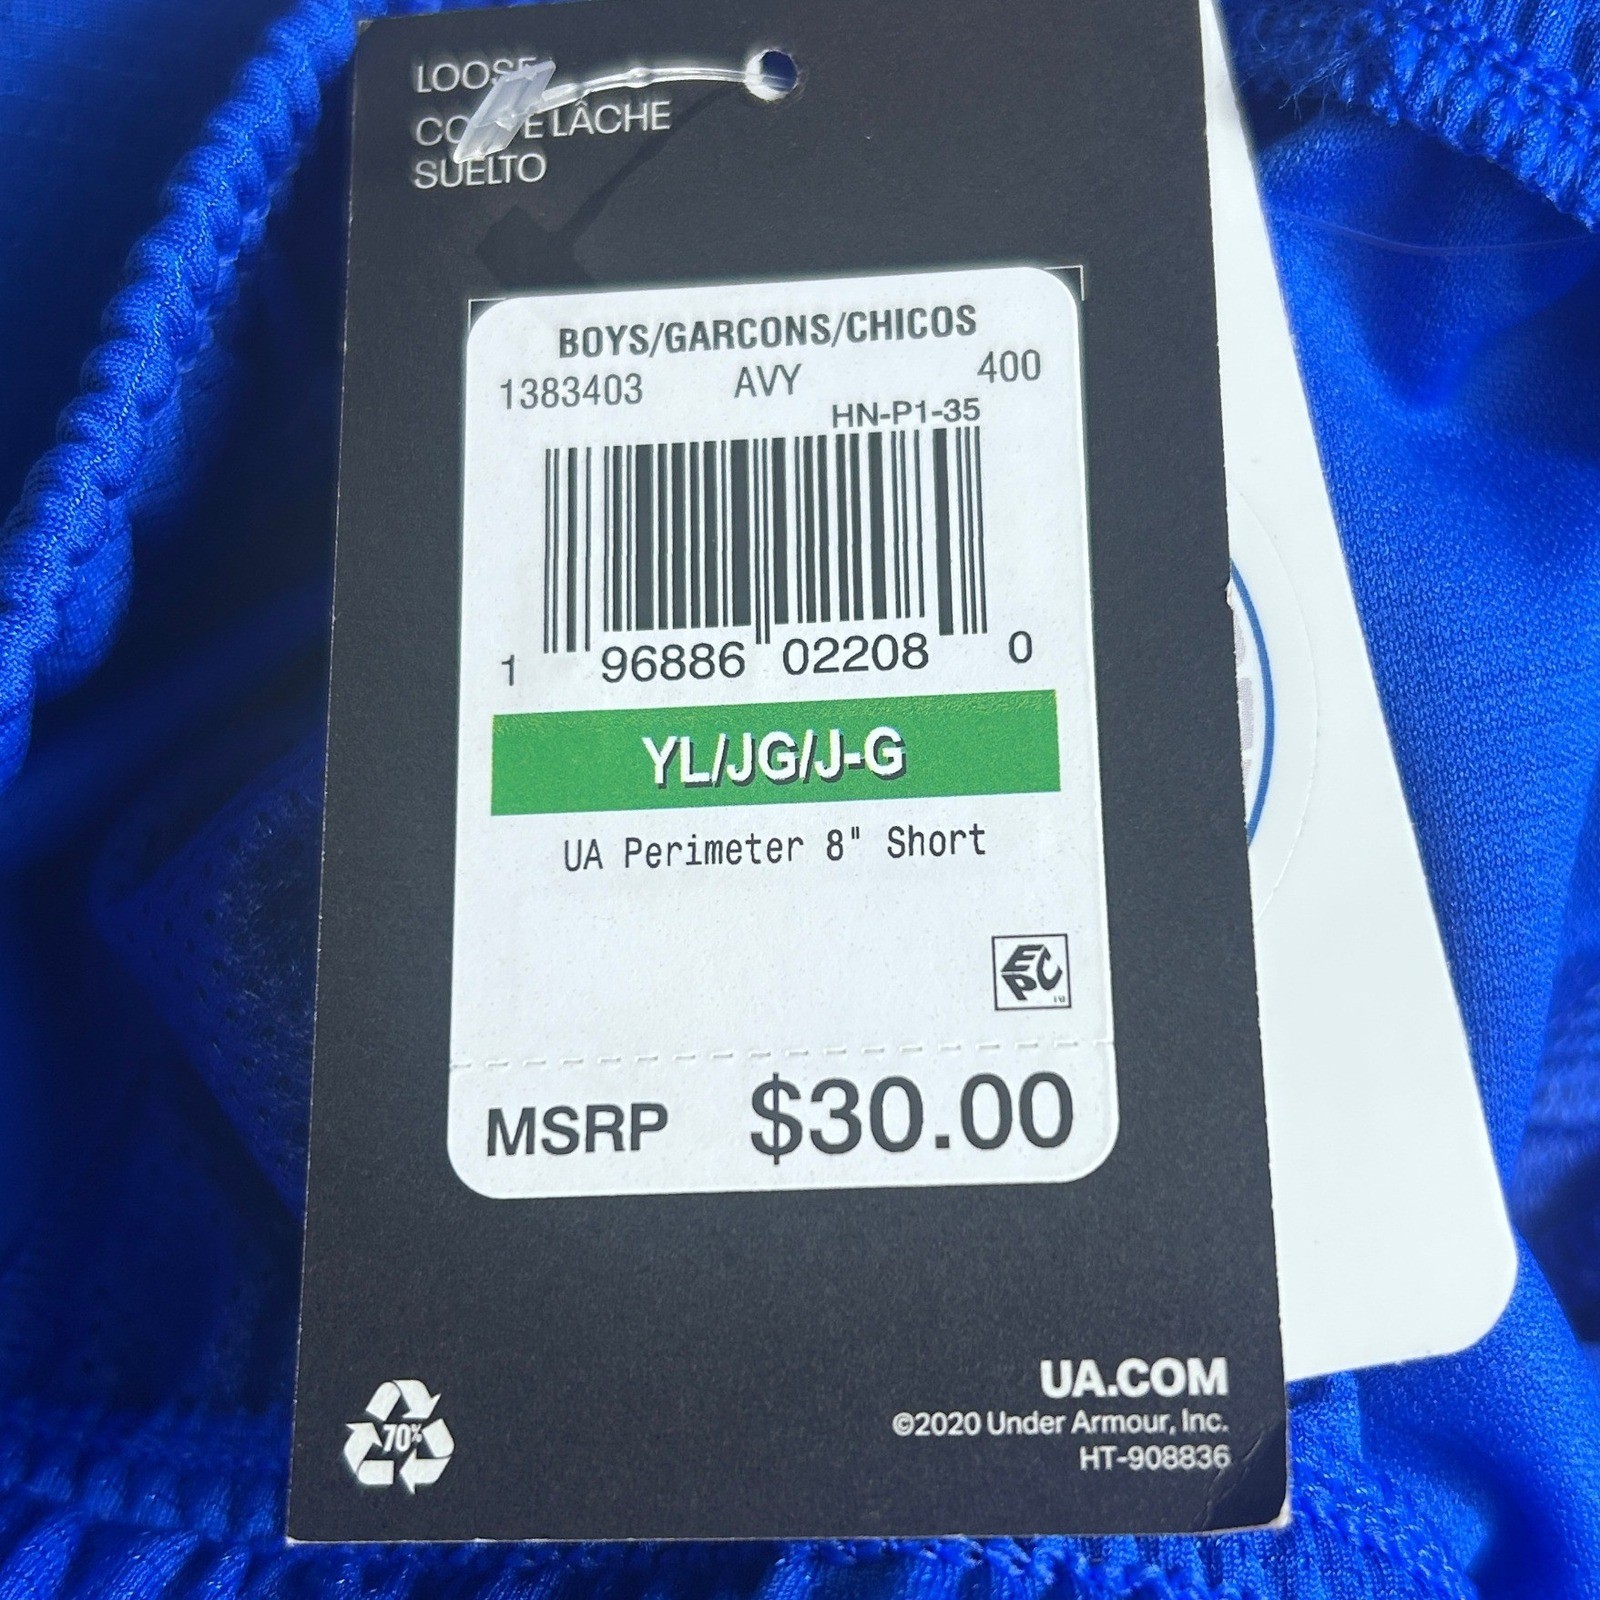 LOOSE
LÂCHE
SUELTO
BOYS/GARCONS/CHICOS
1383403 AVY 400
HN-P1-35
1 96886 02208 0
YL/JG/J-G
UA Perimeter 8" Short
EPC
MSRP $30.00
70%
UA.COM
©2020 Under Armour, Inc.
HT-908836